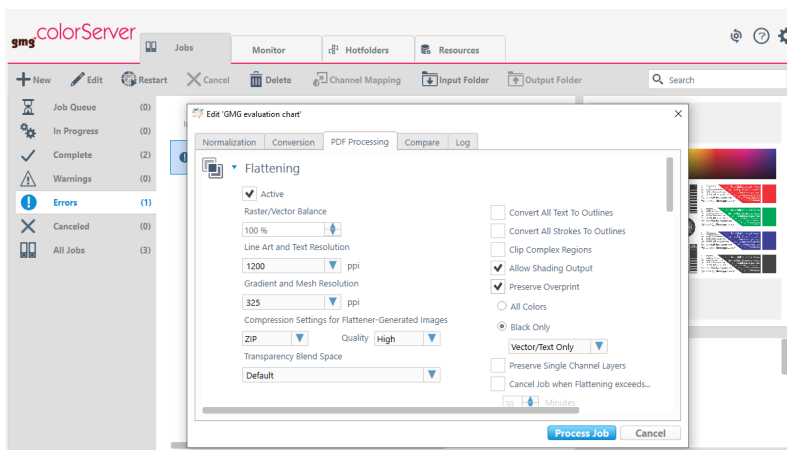 gmg colorServer
Jobs
Monitor
Hotfolders
Resources
New
Edit
Restart
Cancel
Delete
Channel Mapping
Input Folder
Output Folder
Search
Job Queue (0)
In Progress (0)
Complete (2)
Warnings (0)
Errors (1)
Canceled (0)
All Jobs (3)
Edit 'GMG evaluation chart'
Normalization
Conversion
PDF Processing
Compare
Log
Flattening
Active
Raster/Vector Balance
100 %
Line Art and Text Resolution
1200 ppi
Gradient and Mesh Resolution
325 ppi
Compression Settings for Flattener-Generated Images
ZIP Quality High
Transparency Blend Space
Default
Convert All Text To Outlines
Convert All Strokes To Outlines
Clip Complex Regions
Allow Shading Output
Preserve Overprint
All Colors
Black Only
Vector/Text Only
Preserve Single Channel Layers
Cancel Job when Flattening exceeds...
30 Minutes
Process Job
Cancel